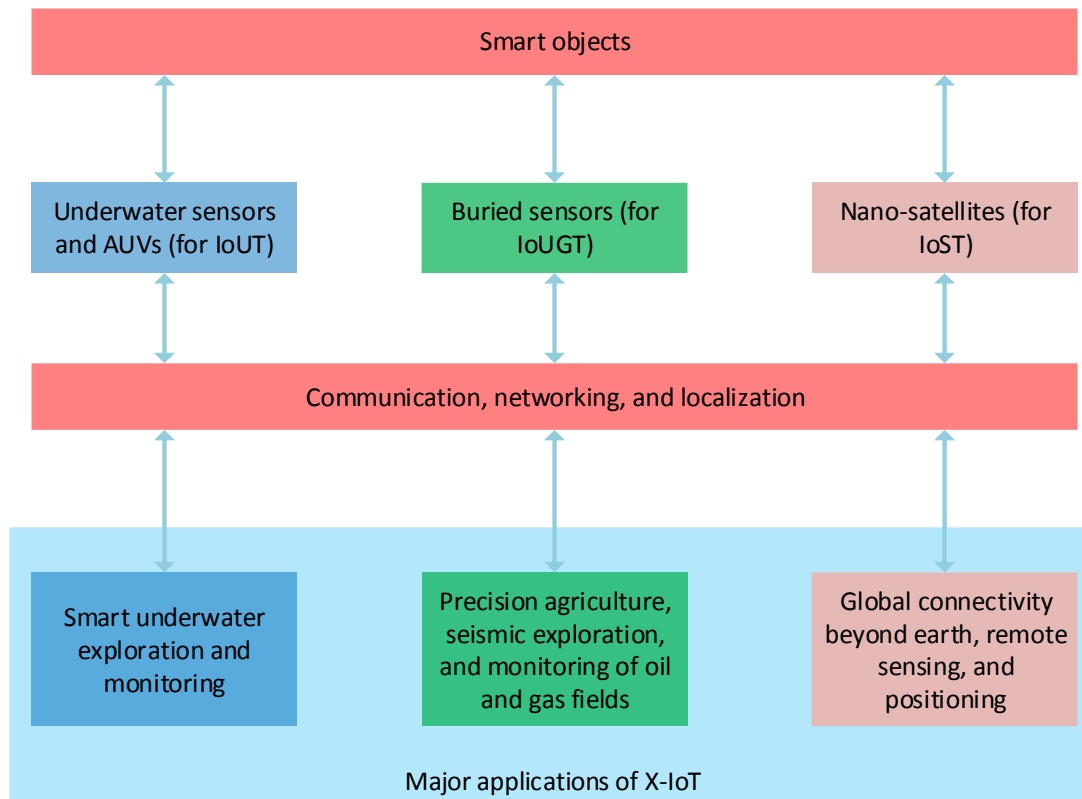 Smart objects
Underwater sensors
and AUVs (for IoUT)
Buried sensors (for
IoUGT)
Nano-satellites (for
IoST)
Communication, networking, and localization
Smart underwater
exploration and
monitoring
Precision agriculture,
seismic exploration,
and monitoring of oil
and gas fields
Global connectivity
beyond earth, remote
sensing, and
positioning
Major applications of X-IoT